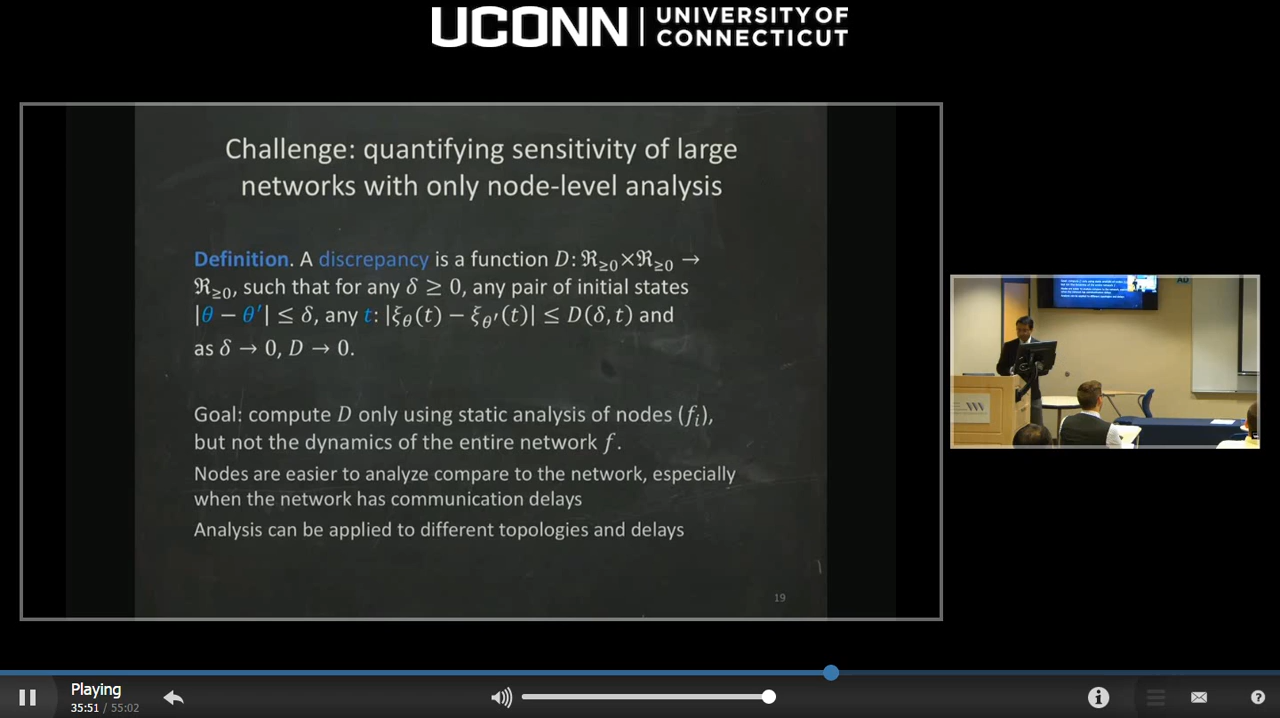 UCONN
UNIVERSITY OF
CONNECTICUT
Challenge: quantifying sensitivity of large
networks with only node-level analysis
Definition. A discrepancy is a function D: ℜ≥0×ℜ≥0 →
ℜ≥0, such that for any δ ≥ 0, any pair of initial states
|θ − θ′| ≤ δ, any t: |ξθ(t) − ξθ′(t)| ≤ D(δ, t) and
as δ → 0, D → 0.
Goal: compute D only using static analysis of nodes (fi),
but not the dynamics of the entire network f.
Nodes are easier to analyze compare to the network, especially
when the network has communication delays
Analysis can be applied to different topologies and delays
19
Playing
35:51 / 55:02